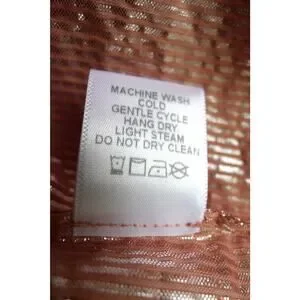 MACHINE WASH
COLD
GENTLE CYCLE
HANG DRY
LIGHT STEAM
DO NOT DRY CLEAN